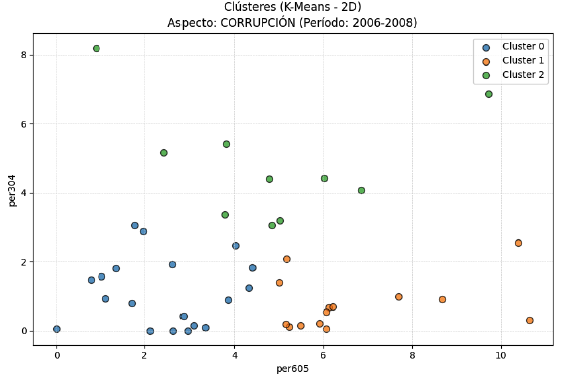 Clústeres (K-Means - 2D)
Aspecto: CORRUPCIÓN (Período: 2006-2008)
Cluster 0
Cluster 1
Cluster 2
8
6
4
2
0
per304
0 2 4 6 8 10
per605